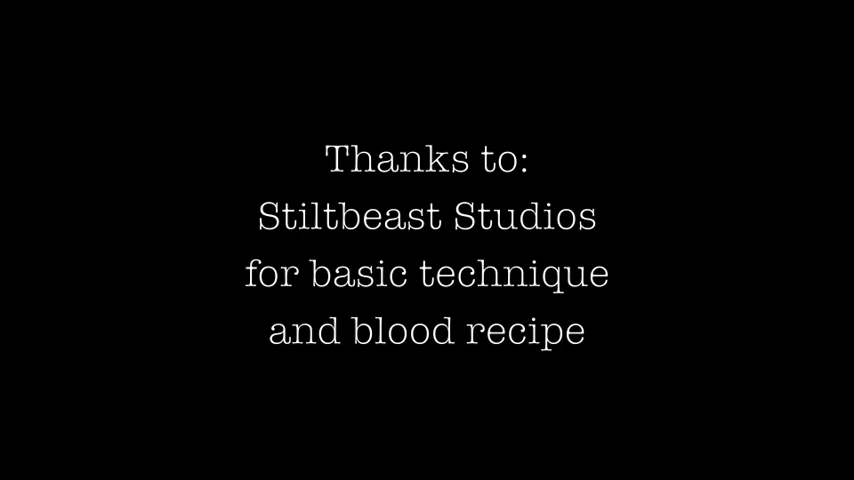 Thanks to:
Stiltbeast Studios
for basic technique
and blood recipe